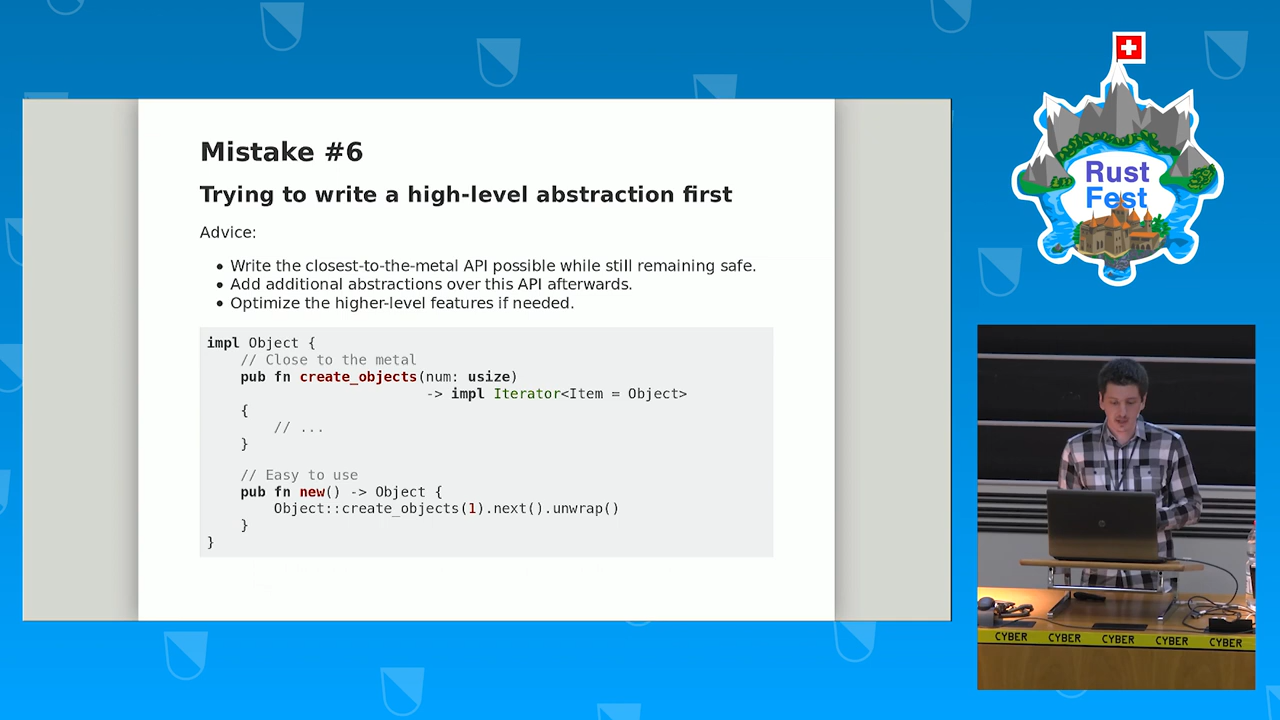 Mistake #6
Trying to write a high-level abstraction first
Advice:
• Write the closest-to-the-metal API possible while still remaining safe.
• Add additional abstractions over this API afterwards.
• Optimize the higher-level features if needed.
impl Object {
    // Close to the metal
    pub fn create_objects(num: usize)
                          -> impl Iterator<Item = Object>
    {
        // ...
    }

    // Easy to use
    pub fn new() -> Object {
        Object::create_objects(1).next().unwrap()
    }
}
Rust
Fest
CYBER CYBER CYBER CYBER CYBER